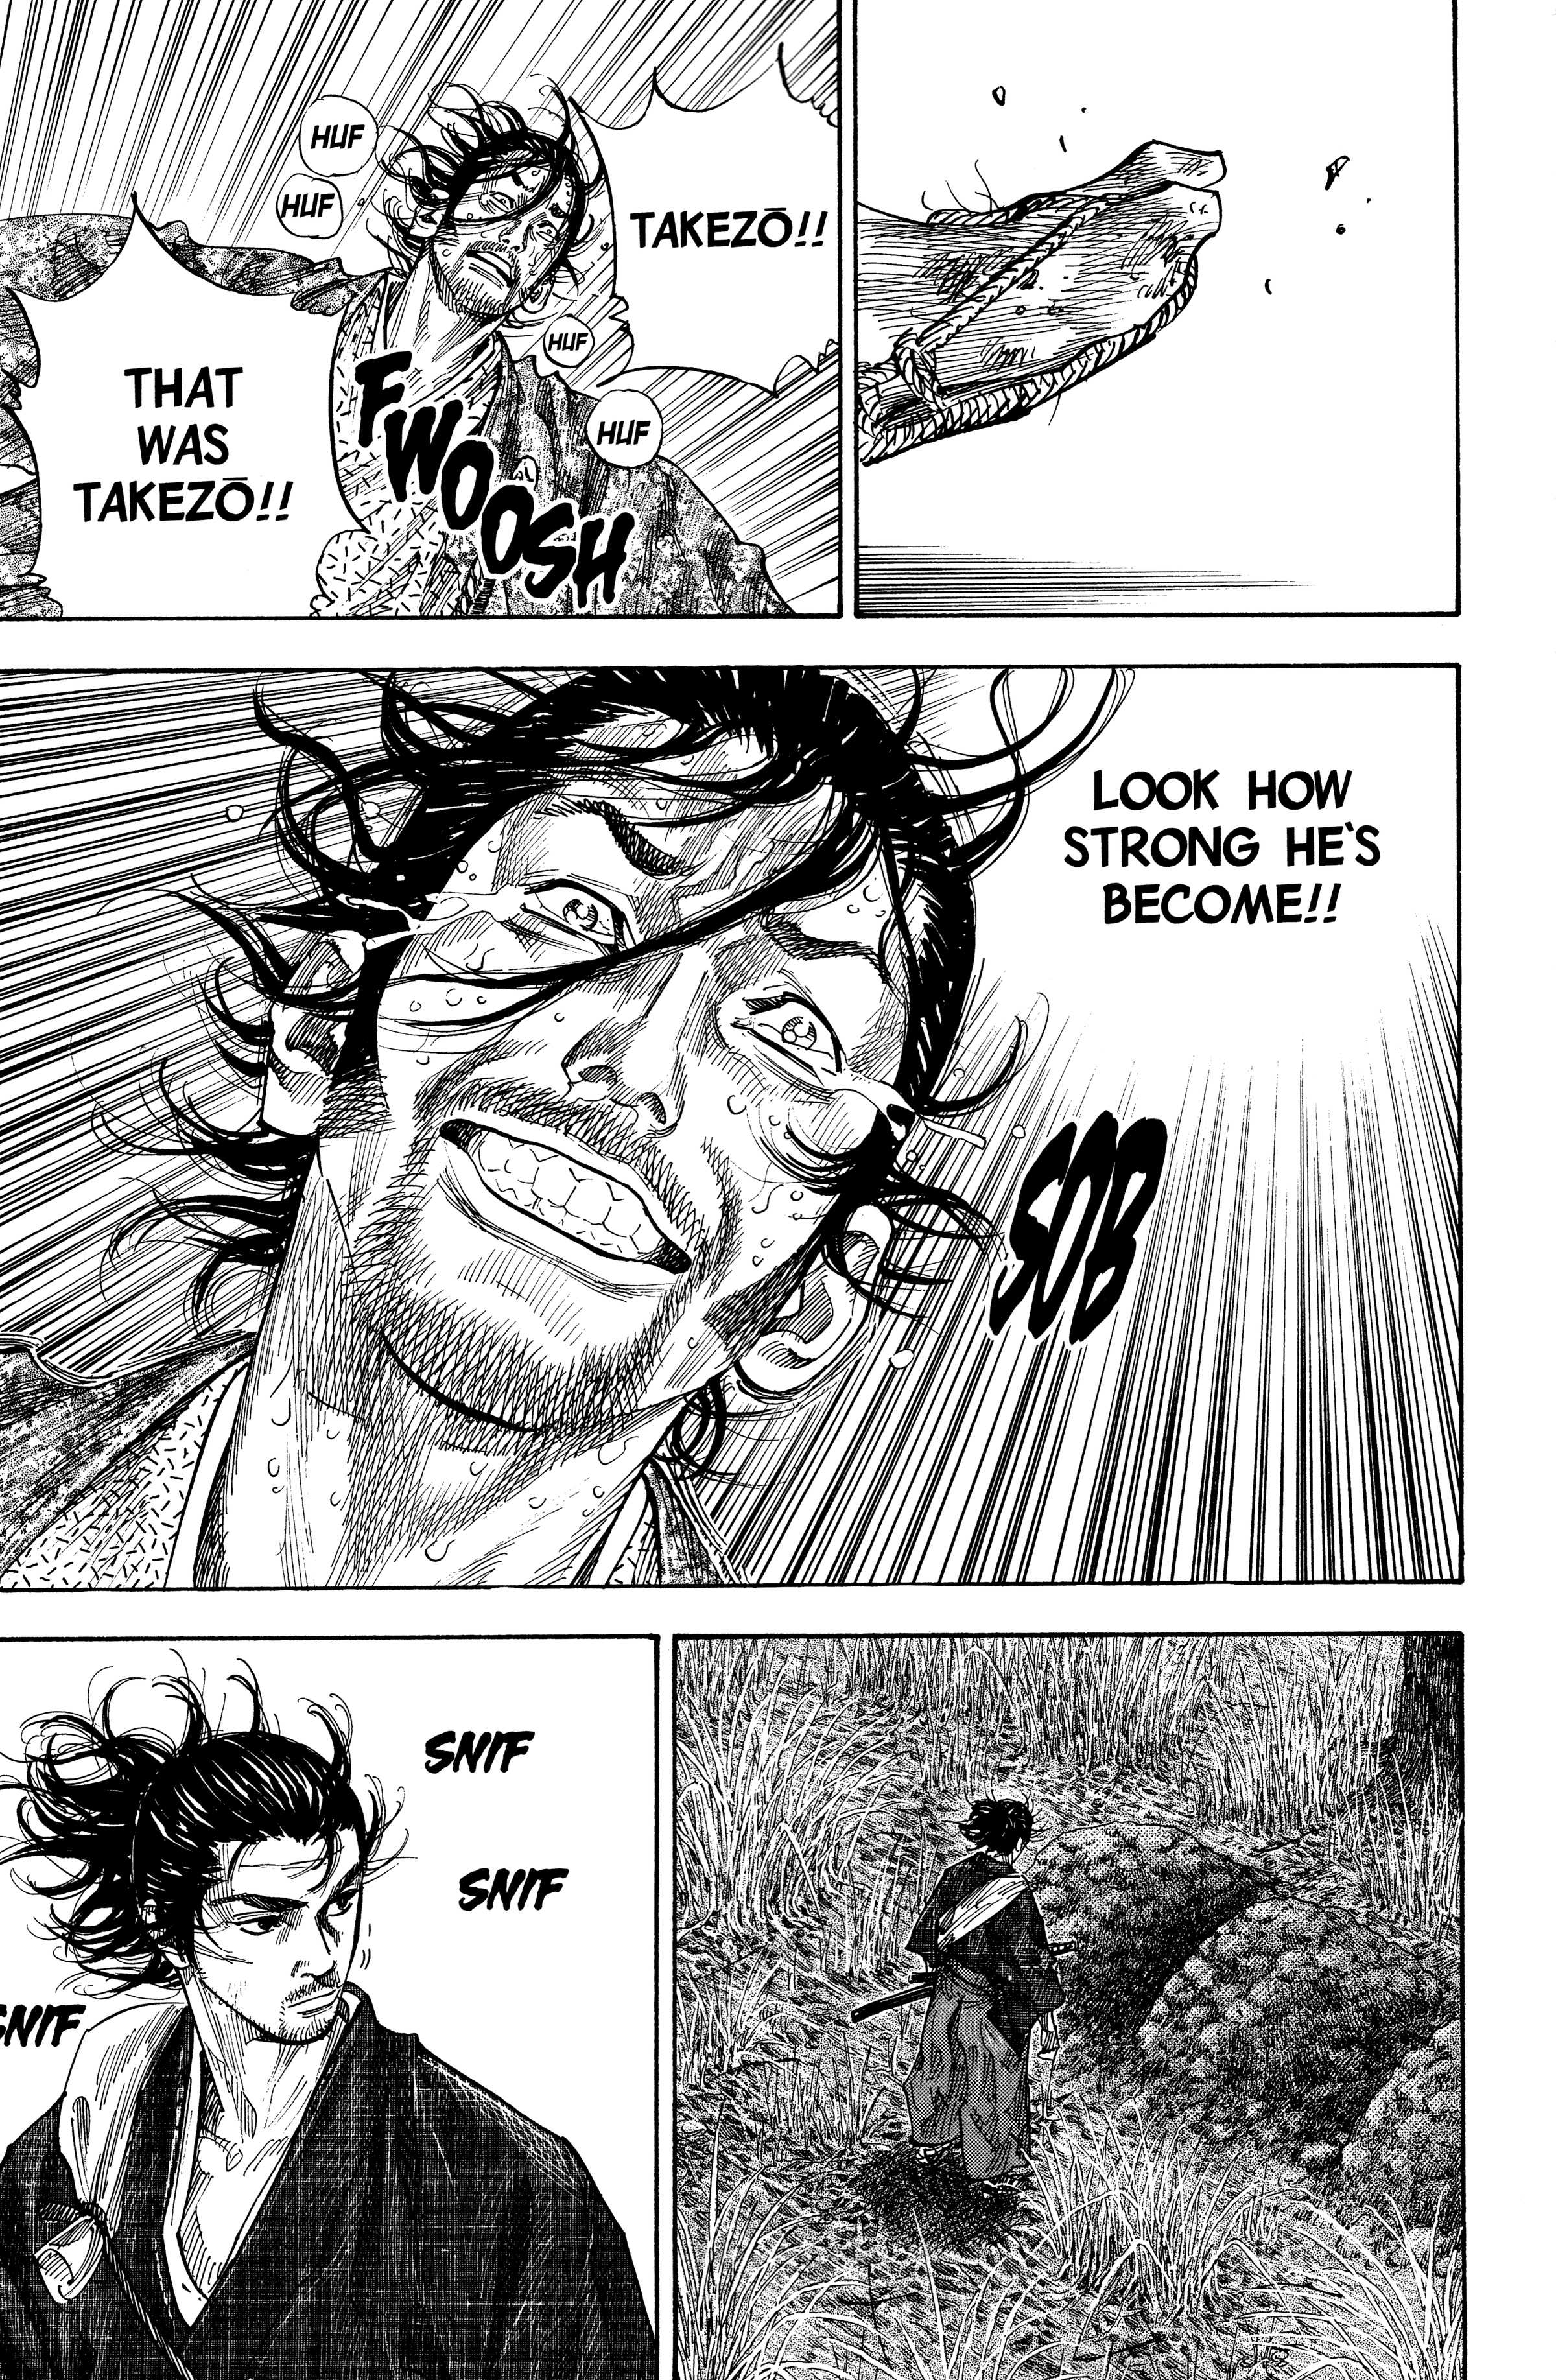 TAKEZŌ!!
HUF
HUF
HUF
HUF
THAT
WAS
TAKEZŌ!!
FWOOSH
LOOK HOW
STRONG HE'S
BECOME!!
SOB
SNIF
SNIF
SNIF